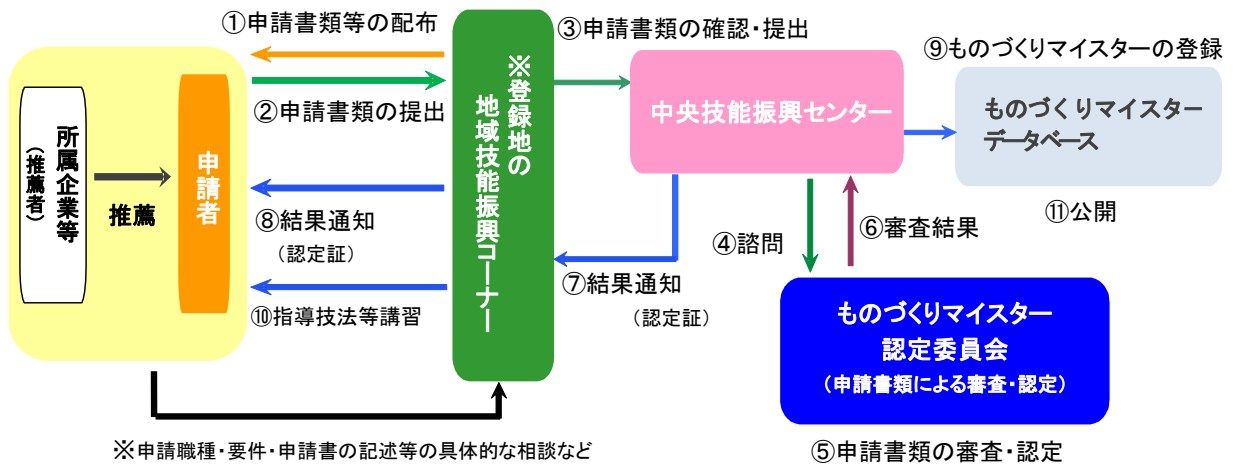 ①申請書類等の配布
②申請書類の提出
③申請書類の確認・提出
⑨ものづくりマイスターの登録
所属企業等
（推薦者）
推薦
申請者
※登録地の
地域技能振興コーナー
中央技能振興センター
ものづくりマイスター
データベース
⑪公開
⑧結果通知
（認定証）
⑩指導技法等講習
⑦結果通知
（認定証）
④諮問
⑥審査結果
ものづくりマイスター
認定委員会
（申請書類による審査・認定）
⑤申請書類の審査・認定
※申請職種・要件・申請書の記述等の具体的な相談など